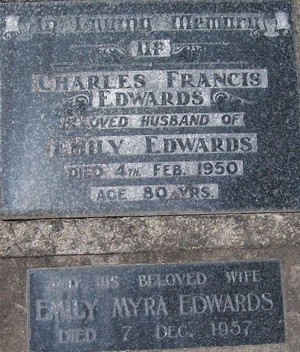 In Loving Memory
OF
CHARLES FRANCIS
EDWARDS
BELOVED HUSBAND OF
EMILY EDWARDS
DIED 4TH FEB. 1950
AGE 80 YRS.
AND HIS BELOVED WIFE
EMILY MYRA EDWARDS
DIED 7 DEC. 1957